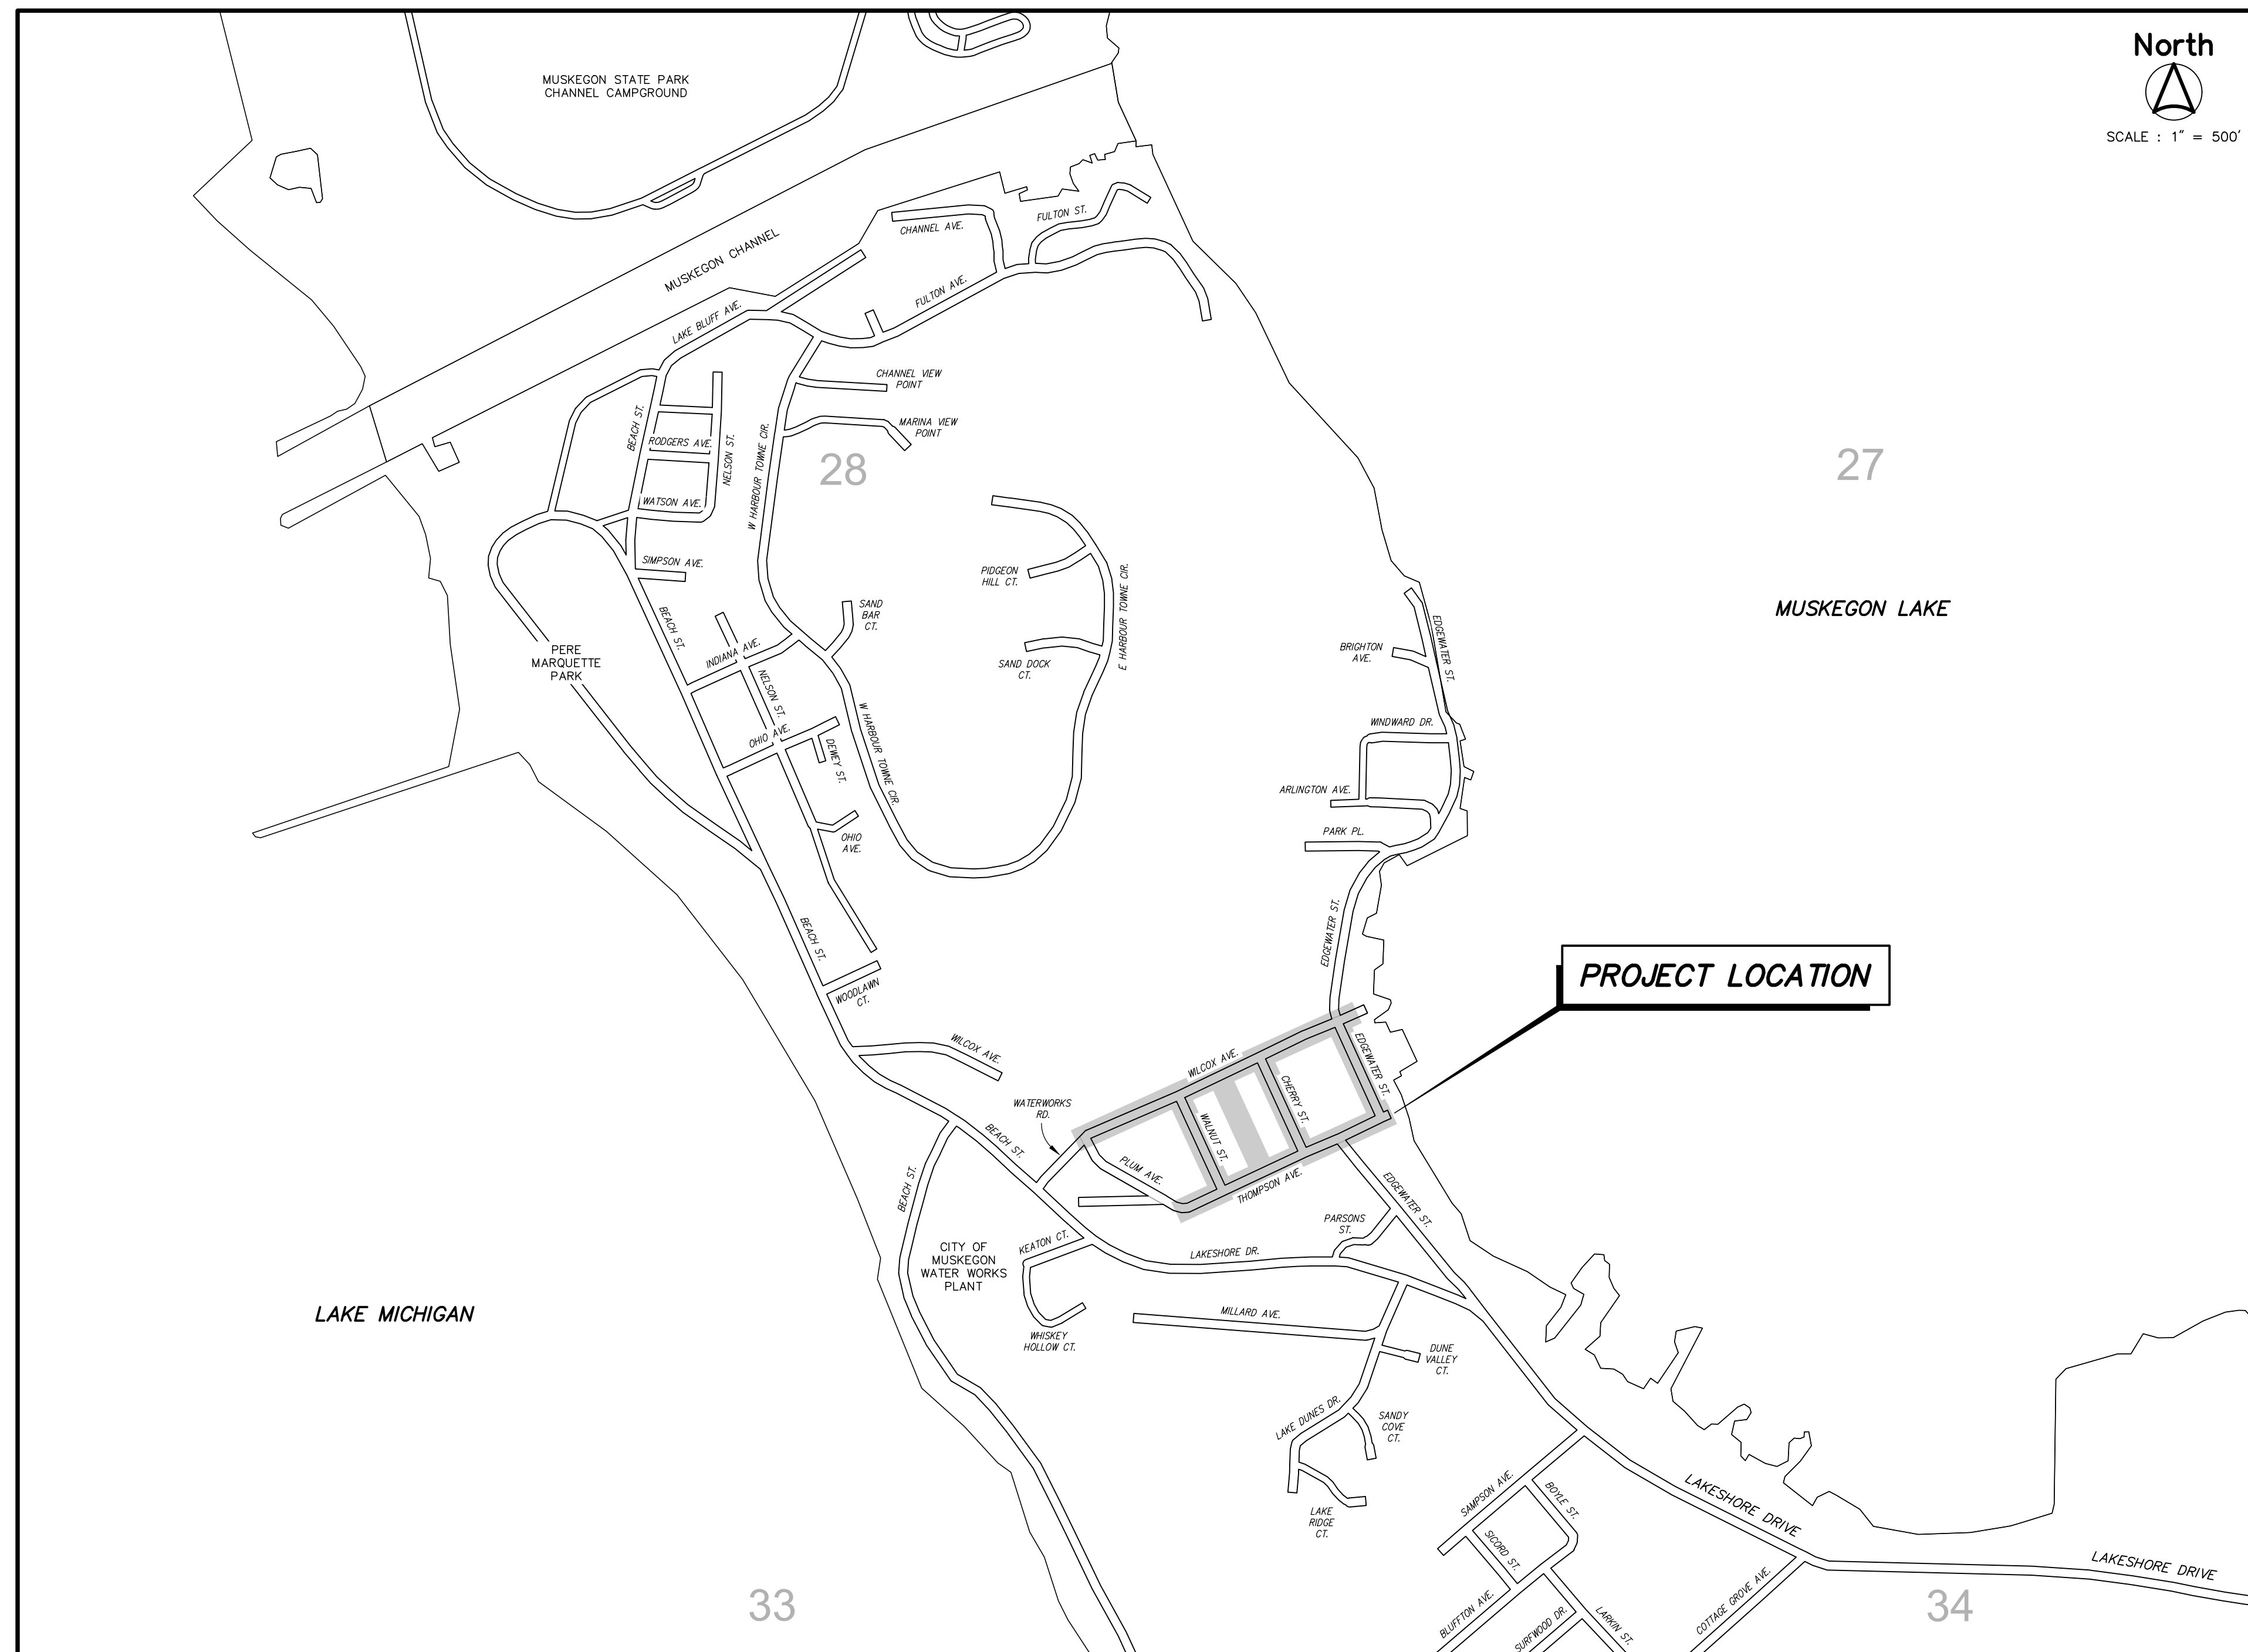 North
SCALE : 1" = 500'
MUSKEGON STATE PARK
CHANNEL CAMPGROUND
MUSKEGON CHANNEL
CHANNEL AVE.
FULTON ST.
FULTON AVE.
LAKE BLUFF AVE.
CHANNEL VIEW
POINT
MARINA VIEW
POINT
BEACH ST.
RODGERS AVE.
NELSON ST.
W HARBOUR TOWNE CIR.
28
27
WATSON AVE.
SIMPSON AVE.
PIDGEON
HILL CT.
E HARBOUR TOWNE CIR.
SAND
BAR
CT.
BEACH ST.
INDIANA AVE.
MUSKEGON LAKE
EDGEWATER ST.
BRIGHTON
AVE.
PERE
MARQUETTE
PARK
SAND DOCK
CT.
NELSON ST.
OHIO AVE.
DEWEY ST.
W HARBOUR TOWNE CIR.
WINDWARD DR.
ARLINGTON AVE.
PARK PL.
OHIO
AVE.
BEACH ST.
EDGEWATER ST.
PROJECT LOCATION
WOODLAWN
CT.
WILCOX AVE.
WILCOX AVE.
EDGEWATER ST.
CHERRY ST.
WALNUT ST.
WATERWORKS
RD.
BEACH ST.
PLUM AVE.
THOMPSON AVE.
BEACH ST.
EDGEWATER ST.
PARSONS
ST.
KEATON CT.
LAKESHORE DR.
CITY OF
MUSKEGON
WATER WORKS
PLANT
LAKE MICHIGAN
MILLARD AVE.
WHISKEY
HOLLOW CT.
DUNE
VALLEY
CT.
LAKE DUNES DR.
SANDY
COVE
CT.
LAKE
RIDGE
CT.
SAMPSON AVE.
BOYLE ST.
SICORD ST.
LAKESHORE DRIVE
LAKESHORE DRIVE
33
34
BLUFFTON AVE.
SURFWOOD DR.
LARKIN ST.
COTTAGE GROVE AVE.